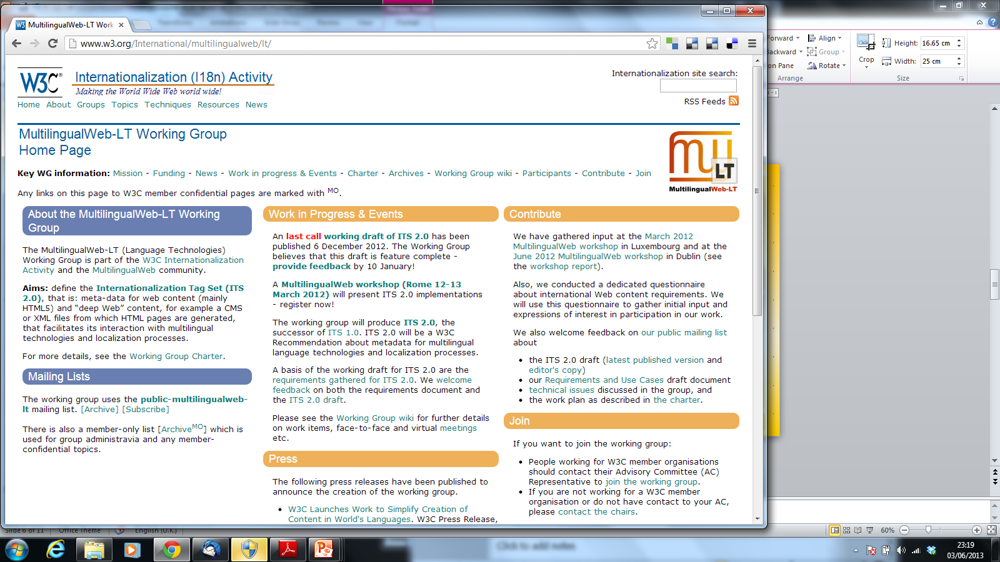 MultilingualWeb-LT Work
www.w3.org/International/multilingualweb/lt/
W3C®
Internationalization (I18n) Activity
Making the World Wide Web world wide!
Home About Groups Topics Techniques Resources News
Internationalization site search:
RSS Feeds
MultilingualWeb-LT Working Group
Home Page
mu
LT
MultilingualWeb-LT
Key WG information: Mission - Funding - News - Work in progress & Events - Charter - Archives - Working Group wiki - Participants - Contribute - Join
Any links on this page to W3C member confidential pages are marked with MO.
About the MultilingualWeb-LT Working
Group
The MultilingualWeb-LT (Language Technologies)
Working Group is part of the W3C Internationalization
Activity and the MultilingualWeb community.
Aims: define the Internationalization Tag Set (ITS
2.0), that is: meta-data for web content (mainly
HTML5) and “deep Web” content, for example a CMS
or XML files from which HTML pages are generated,
that facilitates its interaction with multilingual
technologies and localization processes.
For more details, see the Working Group Charter.
Mailing Lists
The working group uses the public-multilingualweb-
lt mailing list. [Archive] [Subscribe]
There is also a member-only list [ArchiveMO] which is
used for group administravia and any member-
confidential topics.
Work in Progress & Events
An last call working draft of ITS 2.0 has been
published 6 December 2012. The Working Group
believes that this draft is feature complete -
provide feedback by 10 January!
A MultilingualWeb workshop (Rome 12-13
March 2012) will present ITS 2.0 implementations
- register now!
The working group will produce ITS 2.0, the
successor of ITS 1.0. ITS 2.0 will be a W3C
Recommendation about metadata for multilingual
language technologies and localization processes.
A basis of the working draft for ITS 2.0 are the
requirements gathered for ITS 2.0. We welcome
feedback on both the requirements document and
the ITS 2.0 draft.
Please see the Working Group wiki for further details
on work items, face-to-face and virtual meetings
etc.
Press
The following press releases have been published to
announce the creation of the working group.
• W3C Launches Work to Simplify Creation of
Content in World's Languages. W3C Press Release,
Contribute
We have gathered input at the March 2012
MultilingualWeb workshop in Luxembourg and at the
June 2012 MultilingualWeb workshop in Dublin (see
the workshop report).
Also, we conducted a dedicated questionnaire
about international Web content requirements. We
will use this questionnaire to gather initial input and
expressions of interest in participation in our work.
We also welcome feedback on our public mailing list
about
• the ITS 2.0 draft (latest published version and
editor's copy)
• our Requirements and Use Cases draft document
• technical issues discussed in the group, and
• the work plan as described in the charter.
Join
If you want to join the working group:
• People working for W3C member organisations
should contact their Advisory Committee (AC)
Representative to join the working group.
• If you are not working for a W3C member
organisation or do not have contact to your AC,
please contact the chairs.
orward Align
ackward Group
on Pane Rotate
Arrange
Crop
Height: 16.65 cm
Width: 25 cm
Size
Slide 6 of 11 Office Theme English (U.K.)
60%
Click to add notes
23:19
03/06/2013